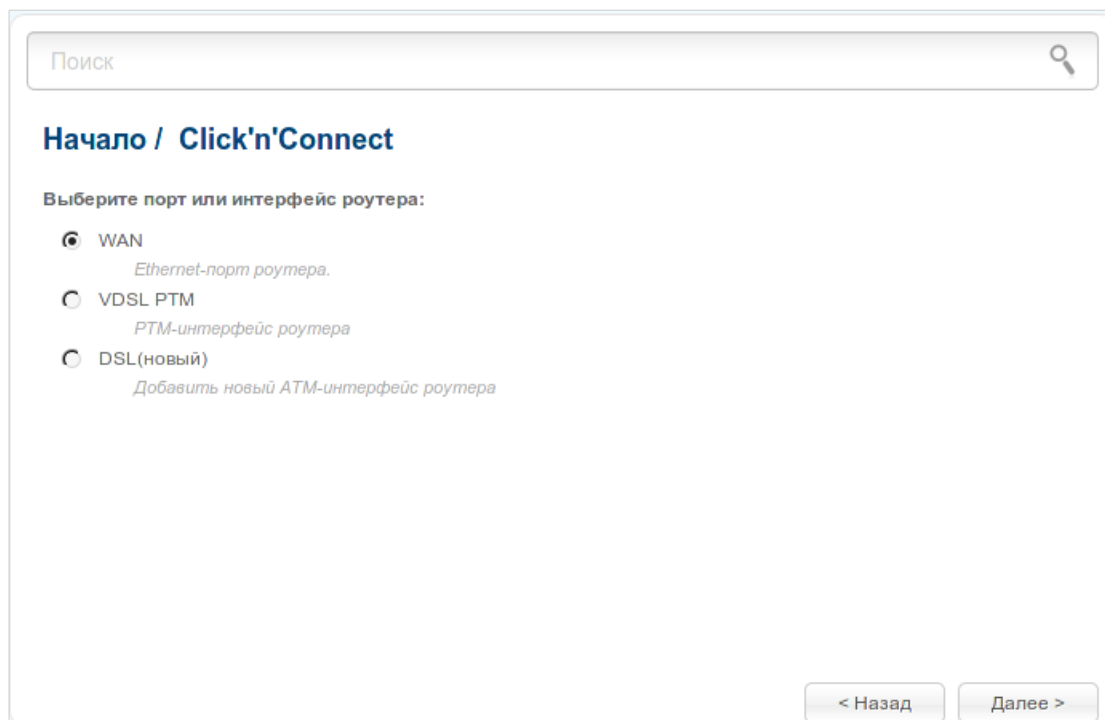 Поиск
Начало / Click'n'Connect
Выберите порт или интерфейс роутера:
WAN
Ethernet-порт роутера.
VDSL PTM
PTM-интерфейс роутера
DSL(новый)
Добавить новый ATM-интерфейс роутера
< Назад
Далее >